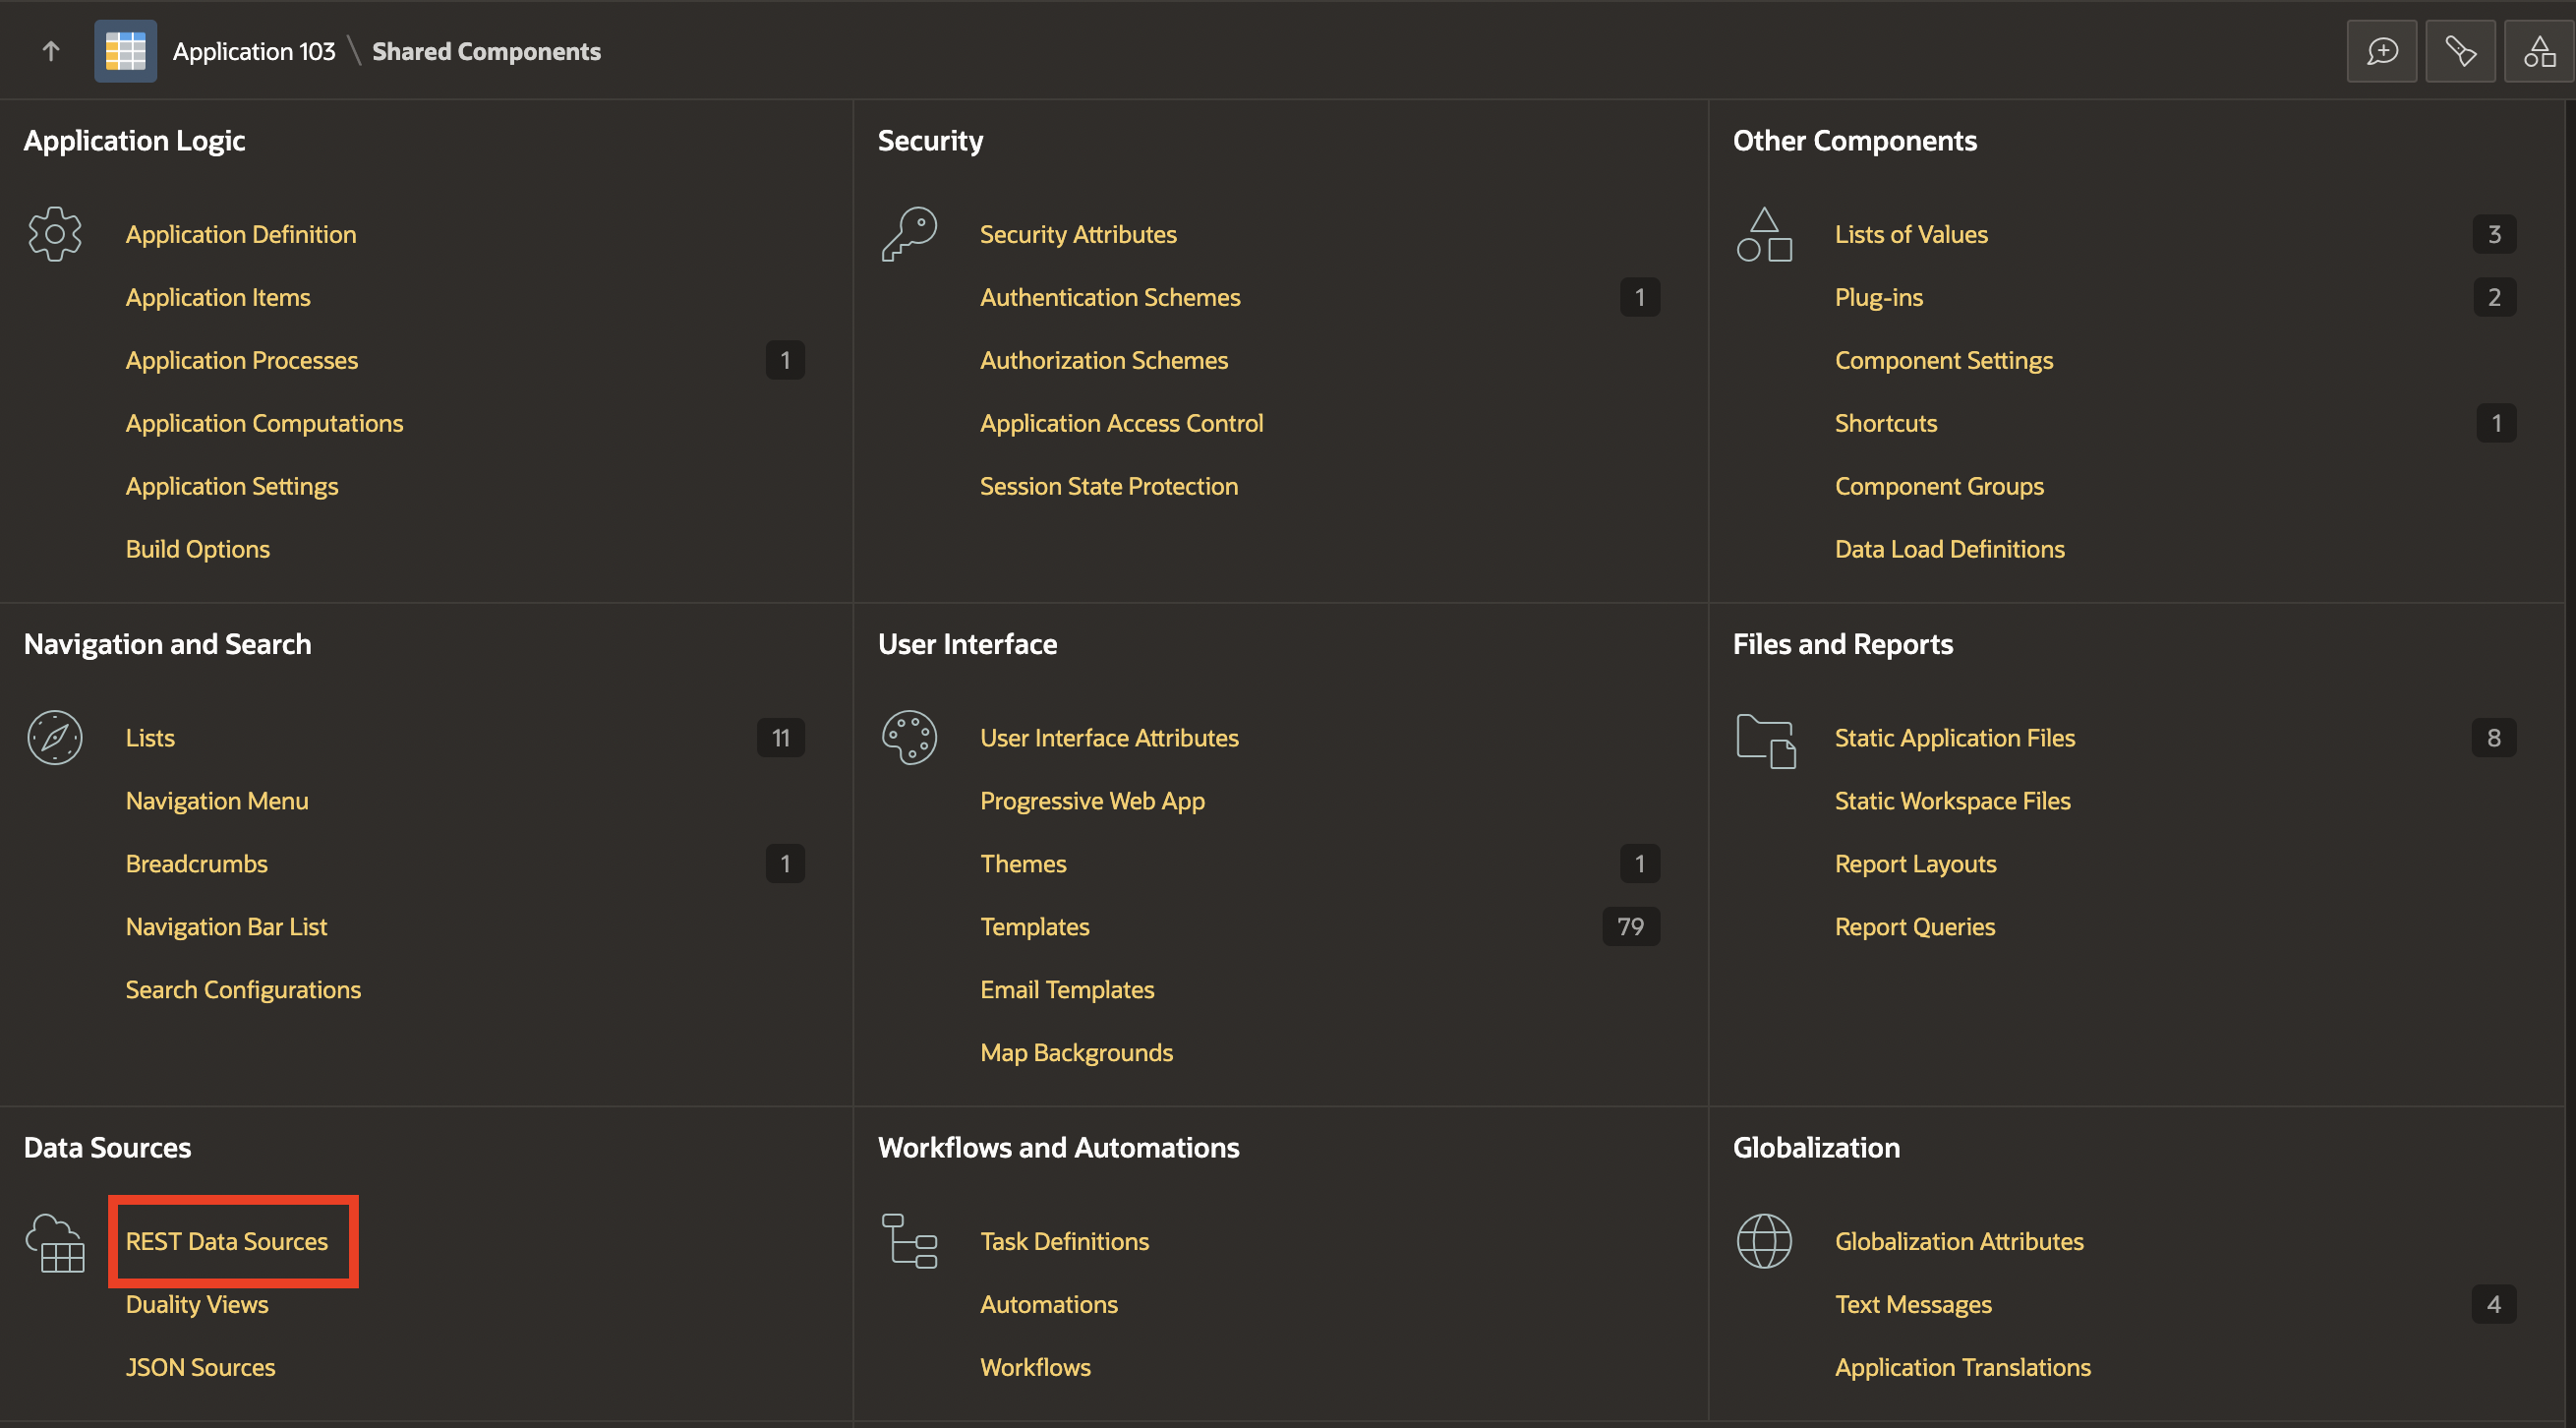 Application 103 \ Shared Components
Application Logic
Application Definition
Application Items
Application Processes 1
Application Computations
Application Settings
Build Options
Security
Security Attributes
Authentication Schemes 1
Authorization Schemes
Application Access Control
Session State Protection
Other Components
Lists of Values 3
Plug-ins 2
Component Settings
Shortcuts 1
Component Groups
Data Load Definitions
Navigation and Search
Lists 11
Navigation Menu
Breadcrumbs 1
Navigation Bar List
Search Configurations
User Interface
User Interface Attributes
Progressive Web App
Themes 1
Templates 79
Email Templates
Map Backgrounds
Files and Reports
Static Application Files 8
Static Workspace Files
Report Layouts
Report Queries
Data Sources
REST Data Sources
Duality Views
JSON Sources
Workflows and Automations
Task Definitions
Automations
Workflows
Globalization
Globalization Attributes
Text Messages 4
Application Translations